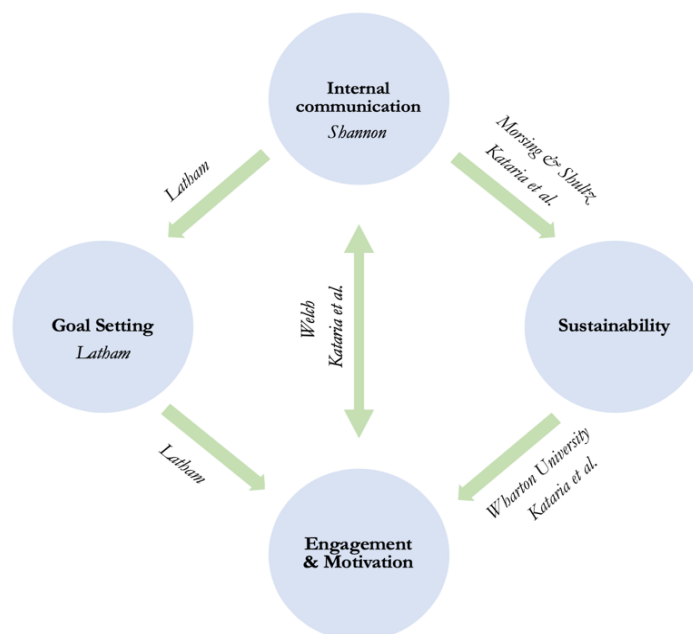 Internal
communication
Shannon
Latham
Morsing & Shultz
Kataria et al.
Goal Setting
Latham
Welch
Kataria et al.
Sustainability
Latham
Wharton University
Kataria et al.
Engagement
& Motivation